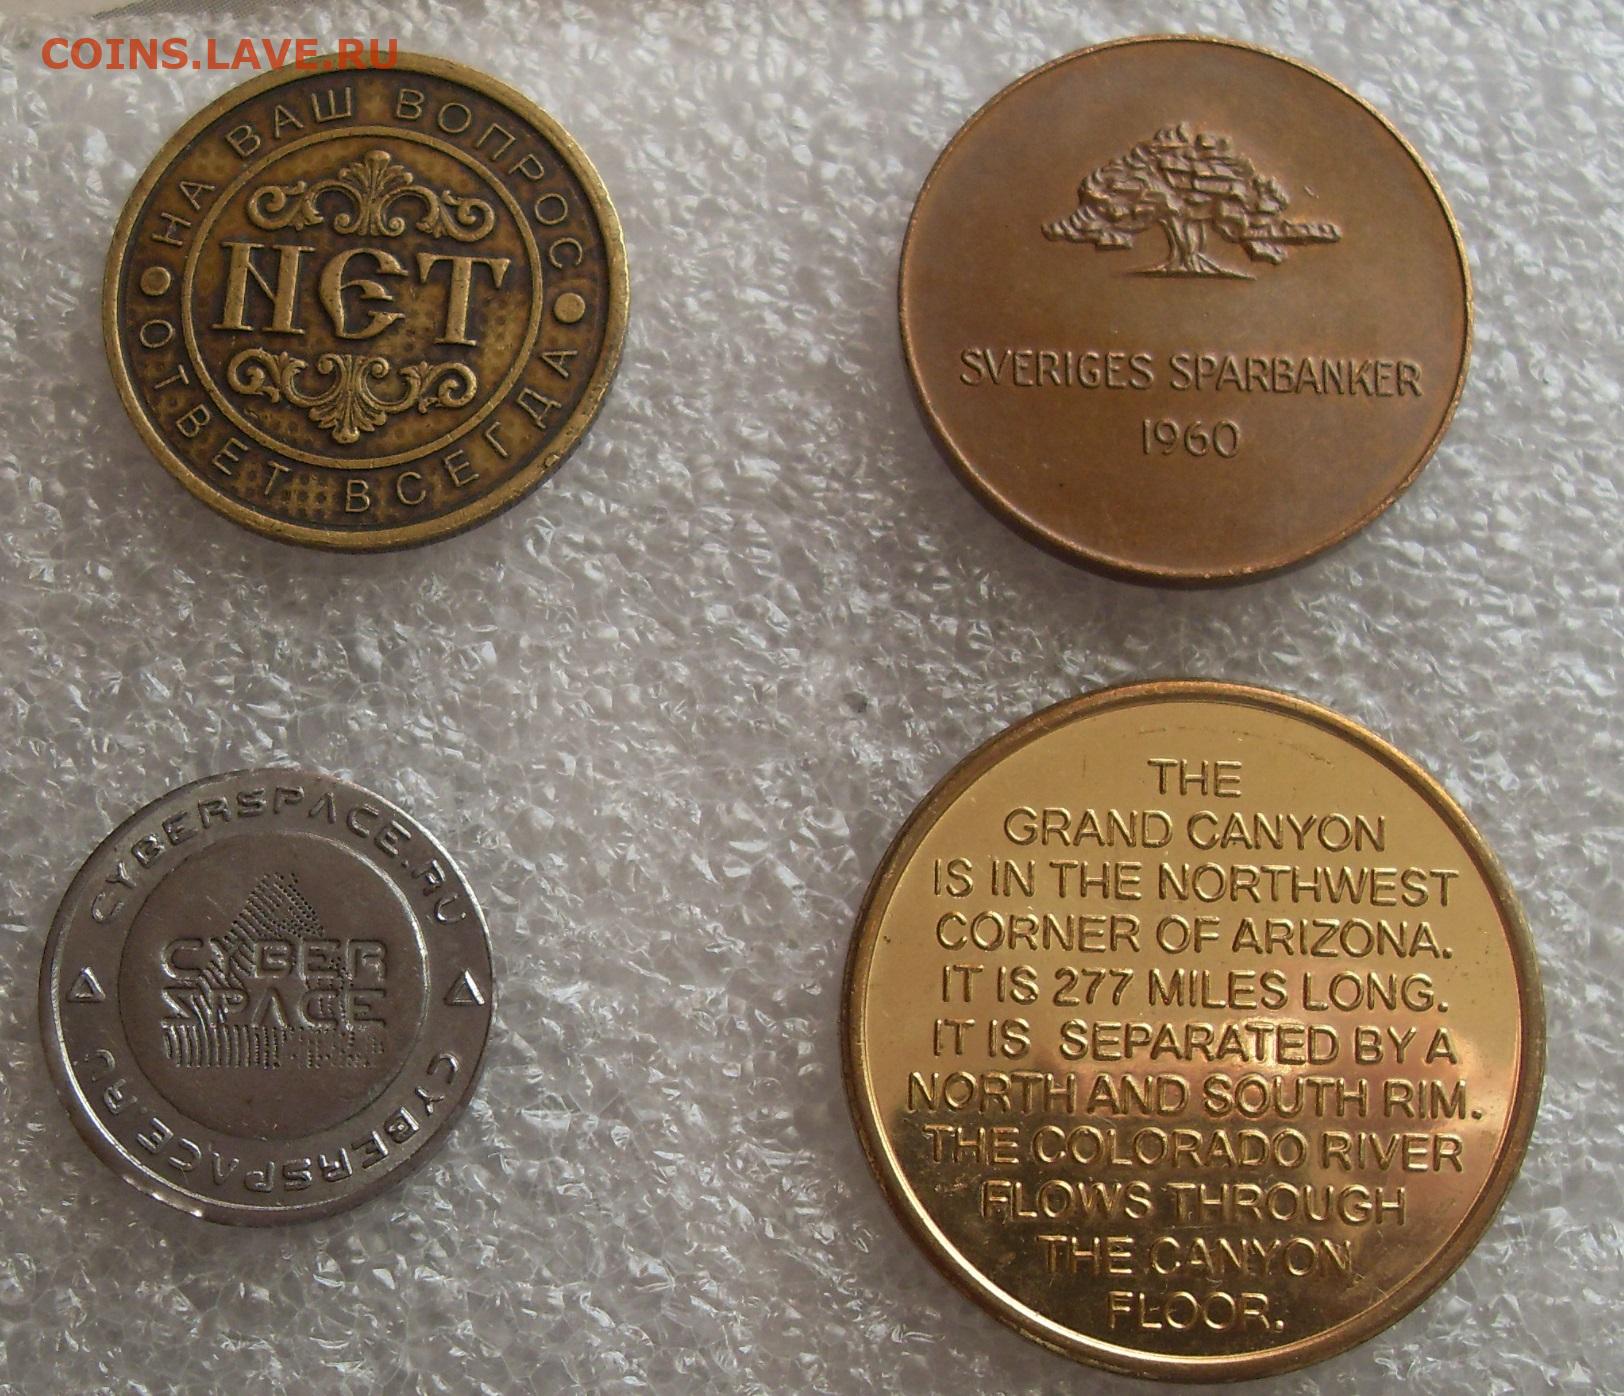 COINS.LAVE.RU
НА ВАШ ВОПРОС
НЕТ
ОТВЕТ ВСЕГДА
SVERIGES SPARBANKER
1960
CYBERSPACE.RU
CYBER
SPACE
CYBERSPACE.RU
THE
GRAND CANYON
IS IN THE NORTHWEST
CORNER OF ARIZONA.
IT IS 277 MILES LONG.
IT IS SEPARATED BY A
NORTH AND SOUTH RIM.
THE COLORADO RIVER
FLOWS THROUGH
THE CANYON
FLOOR.